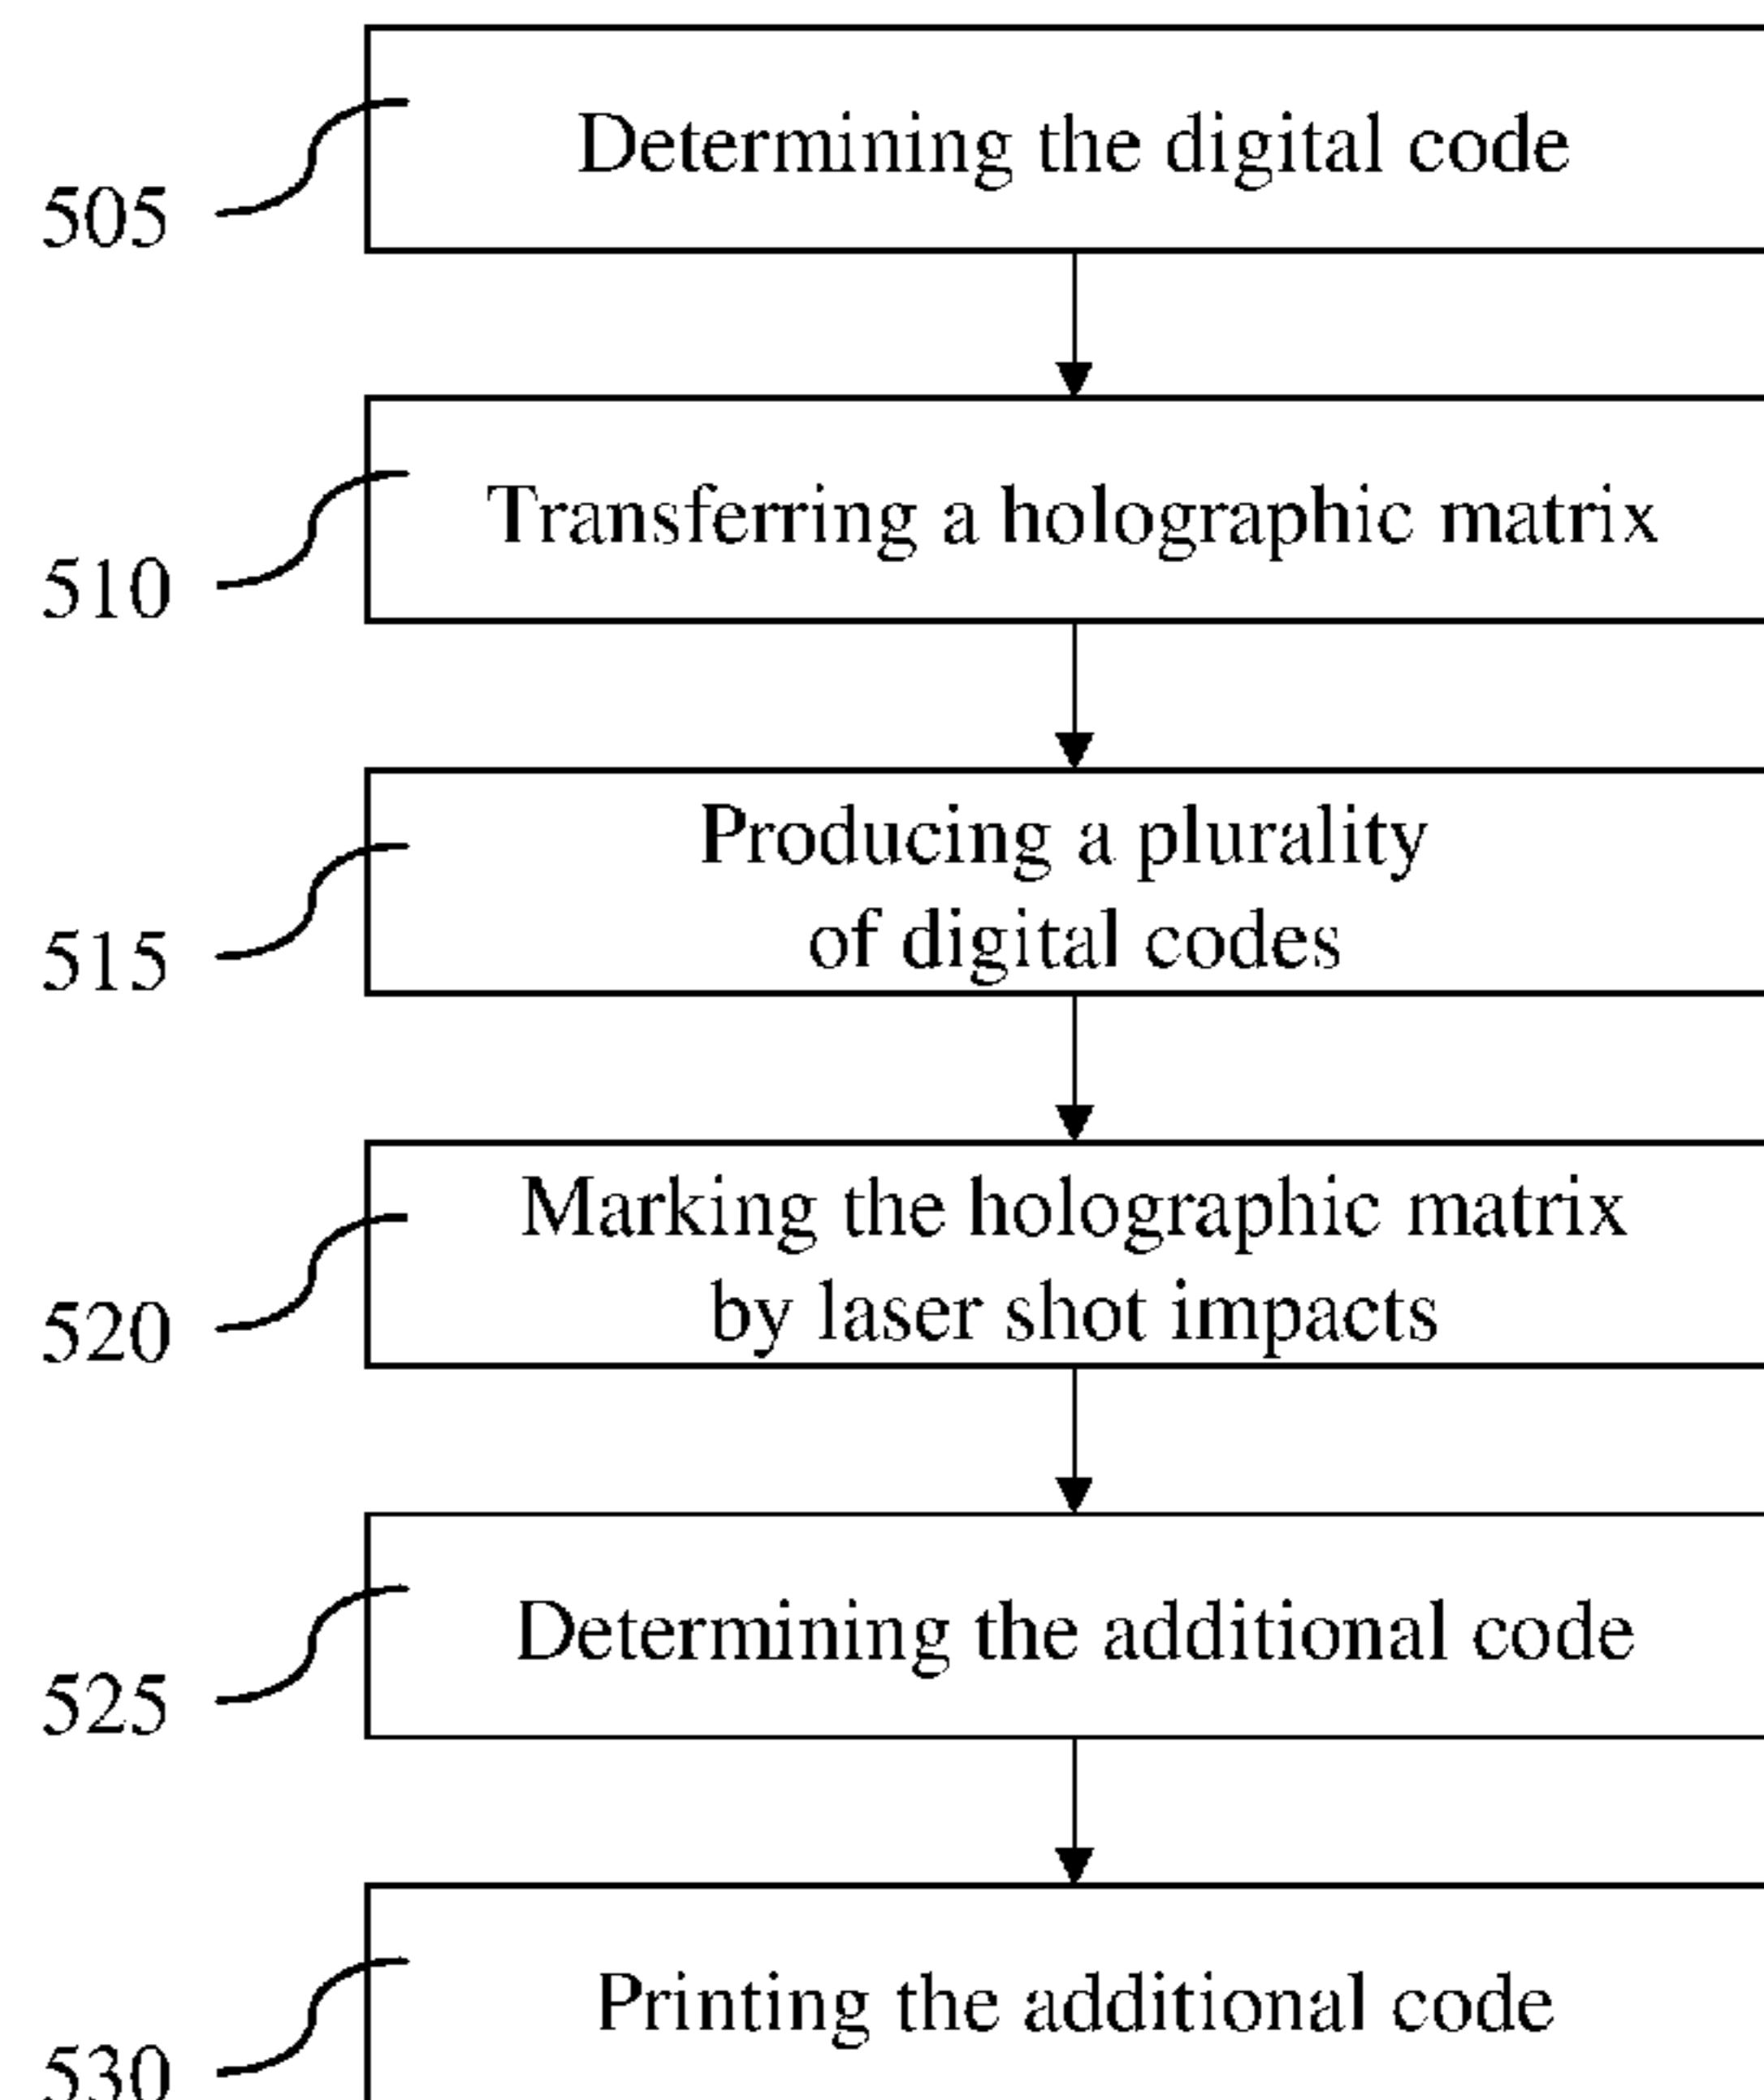 Determining the digital code
505
Transferring a holographic matrix
510
Producing a plurality
of digital codes
515
Marking the holographic matrix
by laser shot impacts
520
Determining the additional code
525
Printing the additional code
530